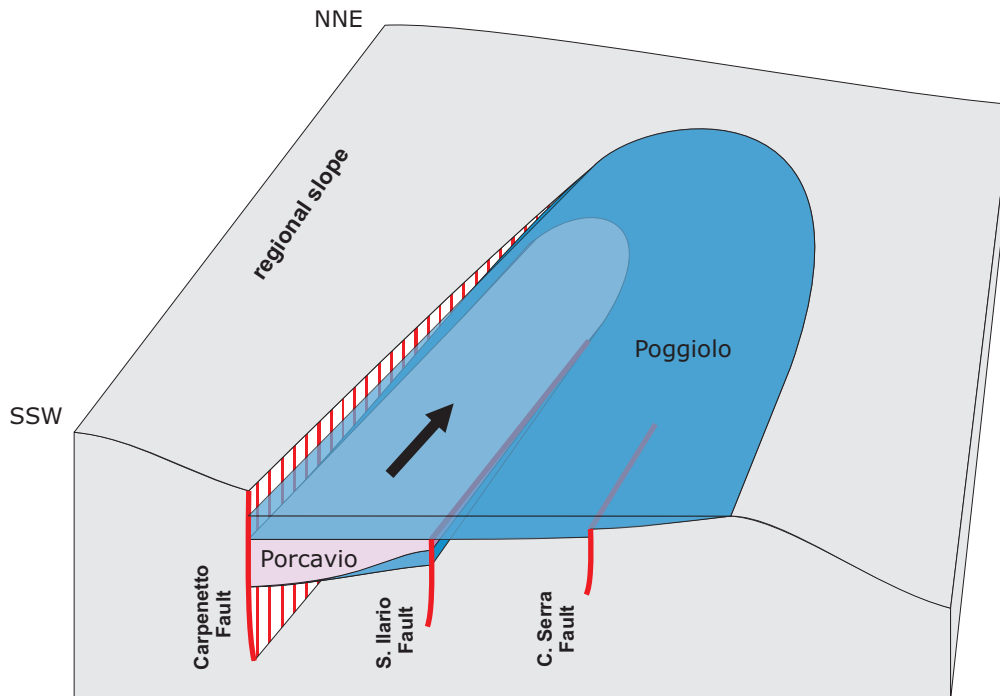 NNE
regional slope
Poggiolo
SSW
Porcavio
Carpenetto
Fault
S. Ilario
Fault
C. Serra
Fault